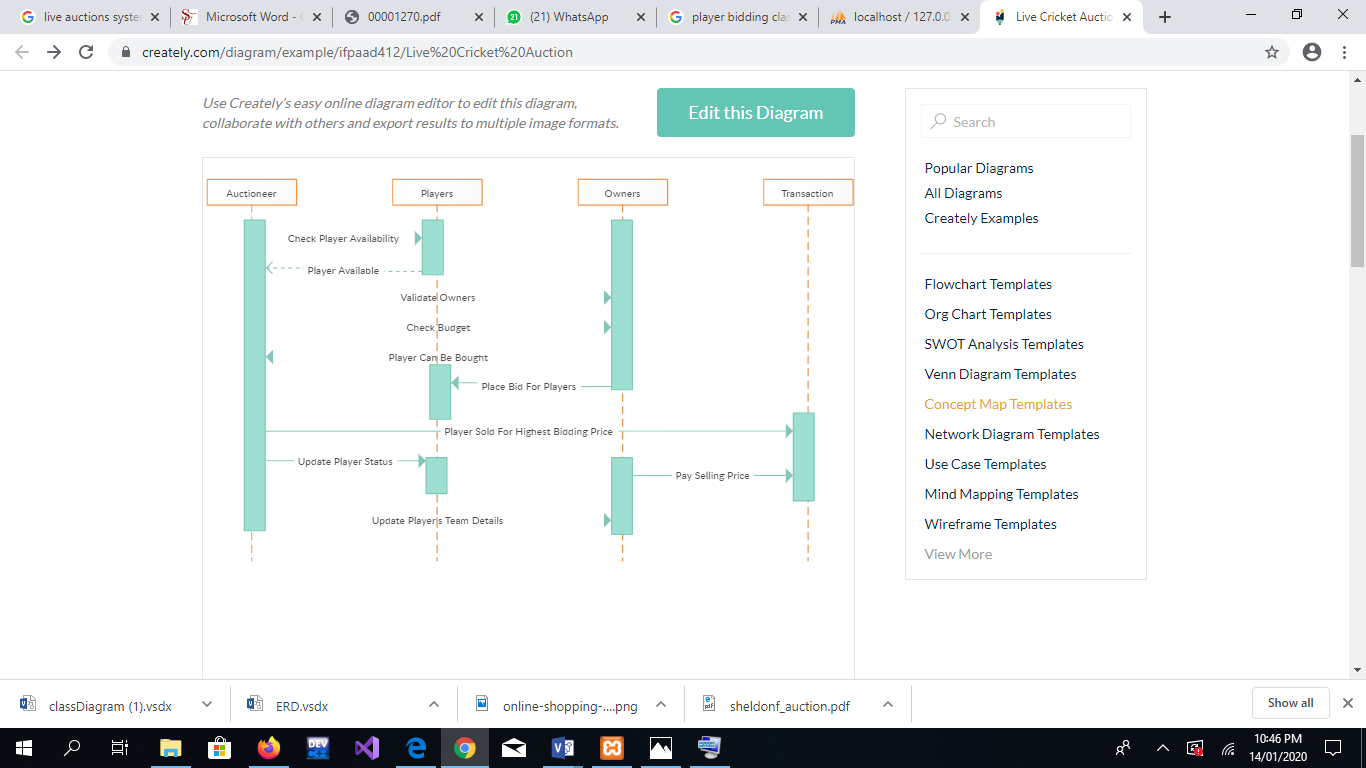 live auctions syste
Microsoft Word -
00001270.pdf
(21) WhatsApp
player bidding clas
localhost / 127.0.0
Live Cricket Auctio
creately.com/diagram/example/ifpaad412/Live%20Cricket%20Auction
Use Creately's easy online diagram editor to edit this diagram,
collaborate with others and export results to multiple image formats.
Edit this Diagram
Auctioneer
Players
Owners
Transaction
Check Player Availability
Player Available
Validate Owners
Check Budget
Player Can Be Bought
Place Bid For Players
Player Sold For Highest Bidding Price
Update Player Status
Pay Selling Price
Update Player's Team Details
Search
Popular Diagrams
All Diagrams
Creately Examples
Flowchart Templates
Org Chart Templates
SWOT Analysis Templates
Venn Diagram Templates
Concept Map Templates
Network Diagram Templates
Use Case Templates
Mind Mapping Templates
Wireframe Templates
View More
classDiagram (1).vsdx
ERD.vsdx
online-shopping-....png
sheldonf_auction.pdf
Show all
DEV
10:46 PM
14/01/2020